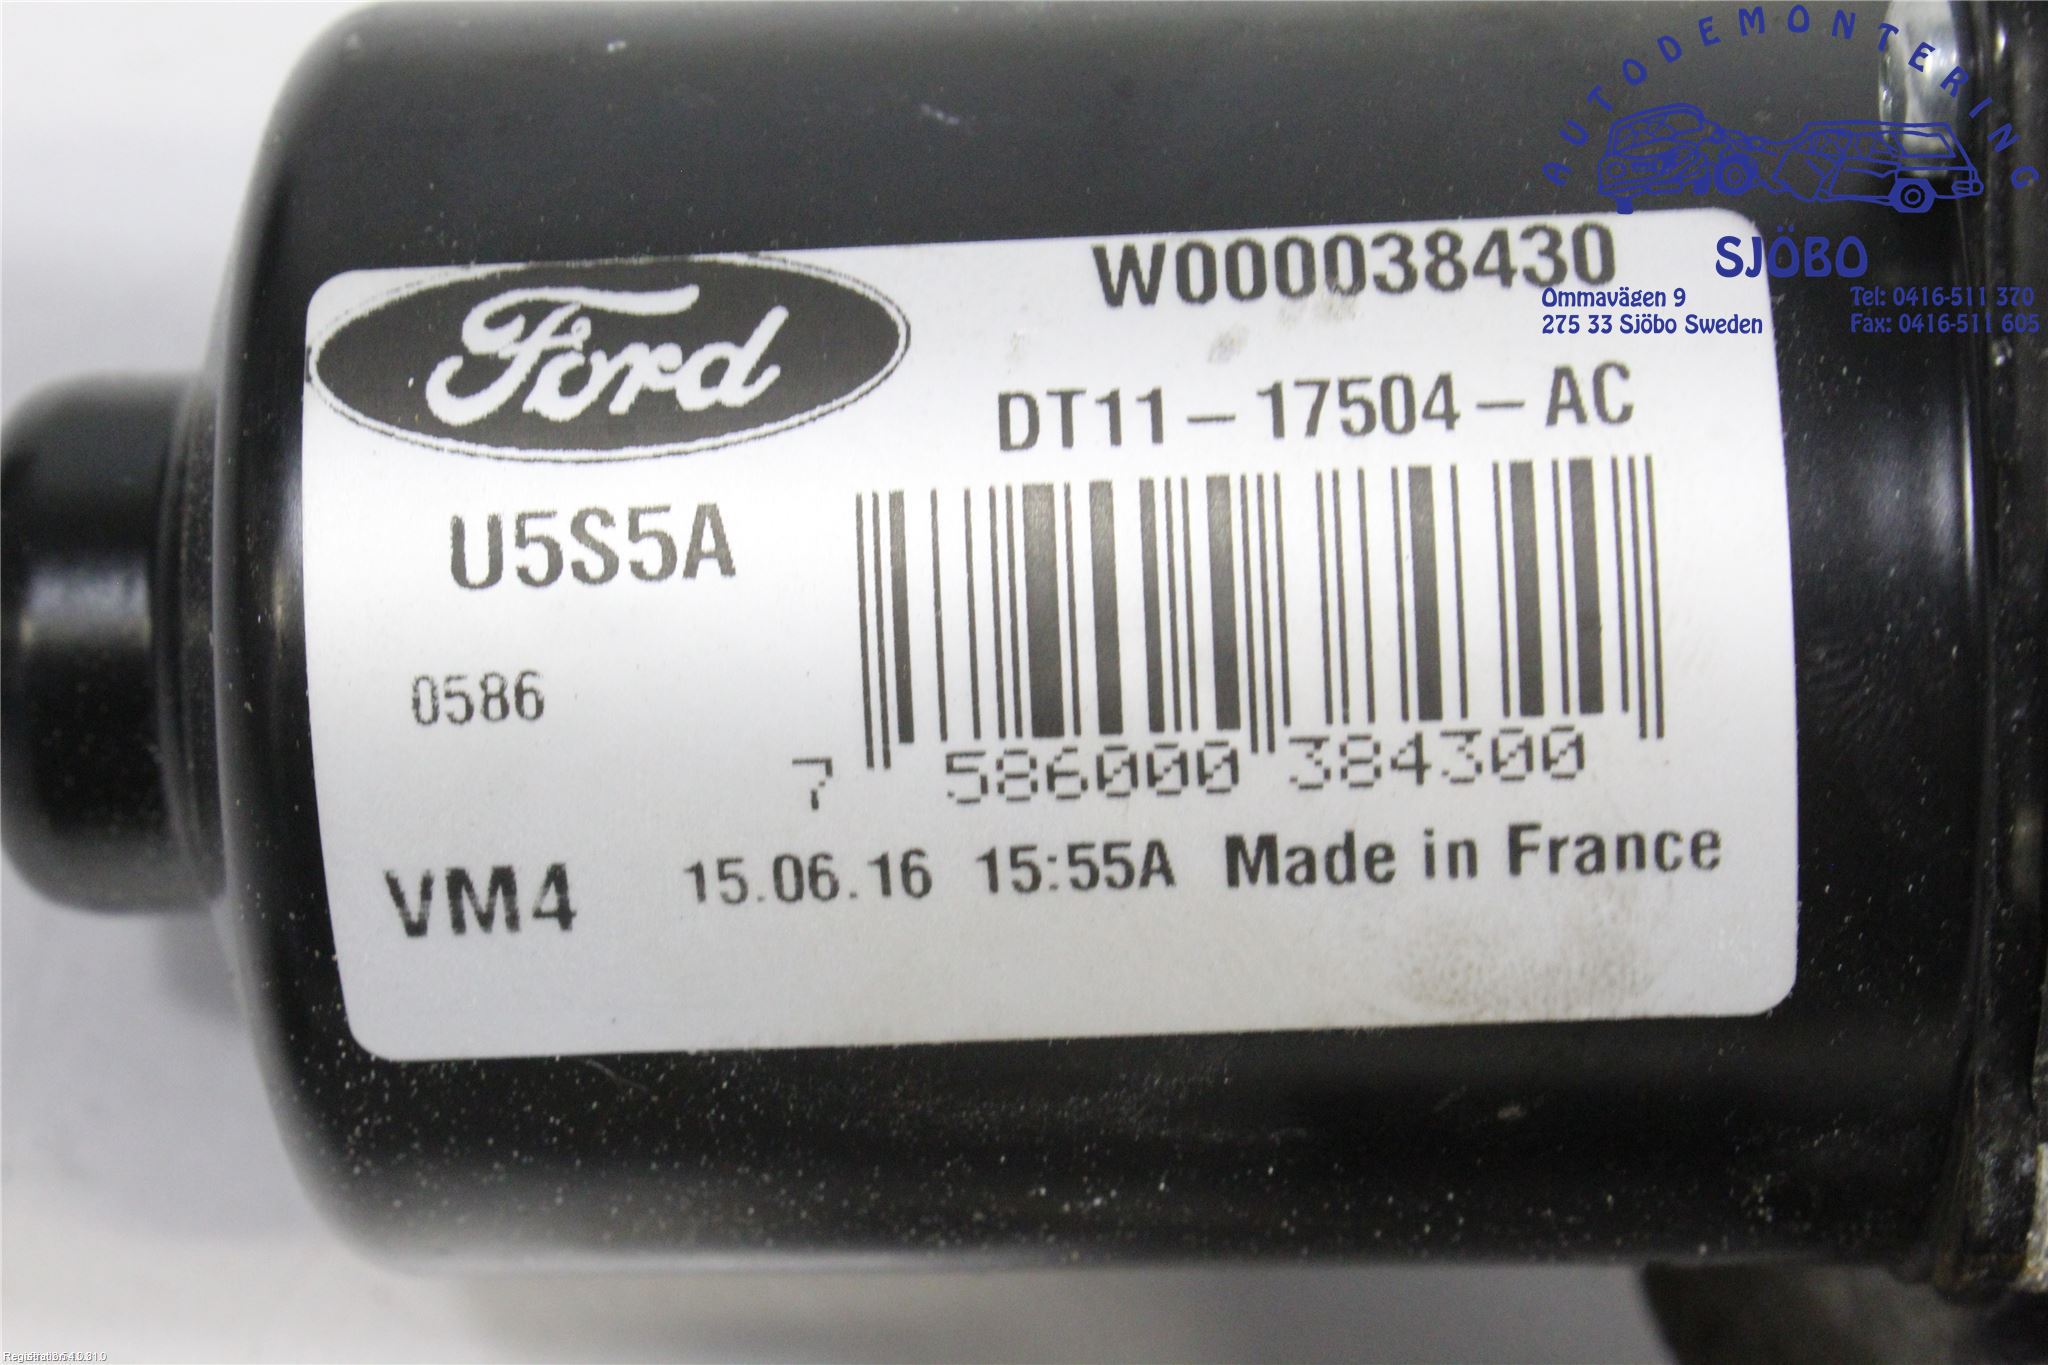 AUTODEMONTERING
SJÖBO
Ommavägen 9
275 33 Sjöbo Sweden
Tel: 0416-511 370
Fax: 0416-511 605
Ford
W000038430
DT11-17504-AC
U5S5A
0586
7 586000 384300
VM4 15.06.16 15:55A Made in France